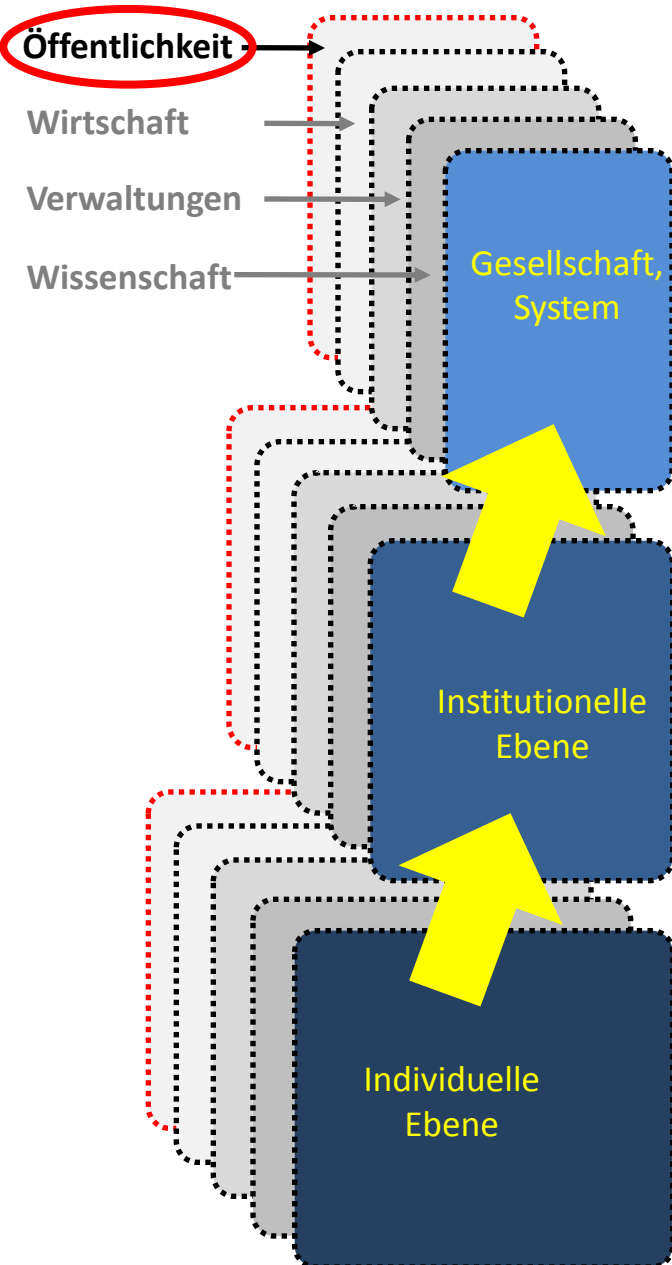 Öffentlichkeit
Wirtschaft
Verwaltungen
Wissenschaft
Gesellschaft,
System
Institutionelle
Ebene
Individuelle
Ebene